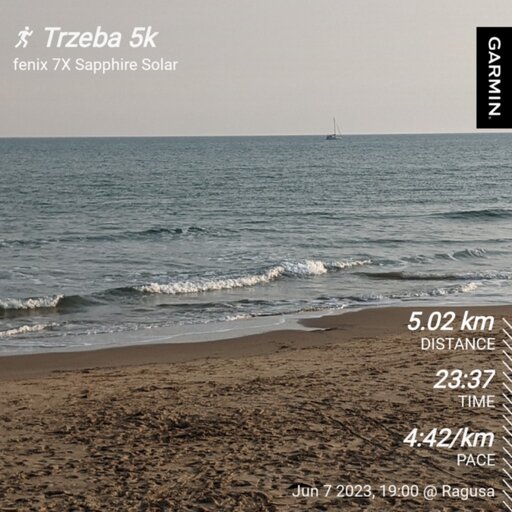 Trzeba 5k
fenix 7X Sapphire Solar
GARMIN.
5.02 km
DISTANCE
23:37
TIME
4:42/km
PACE
Jun 7 2023, 19:00 @ Ragusa